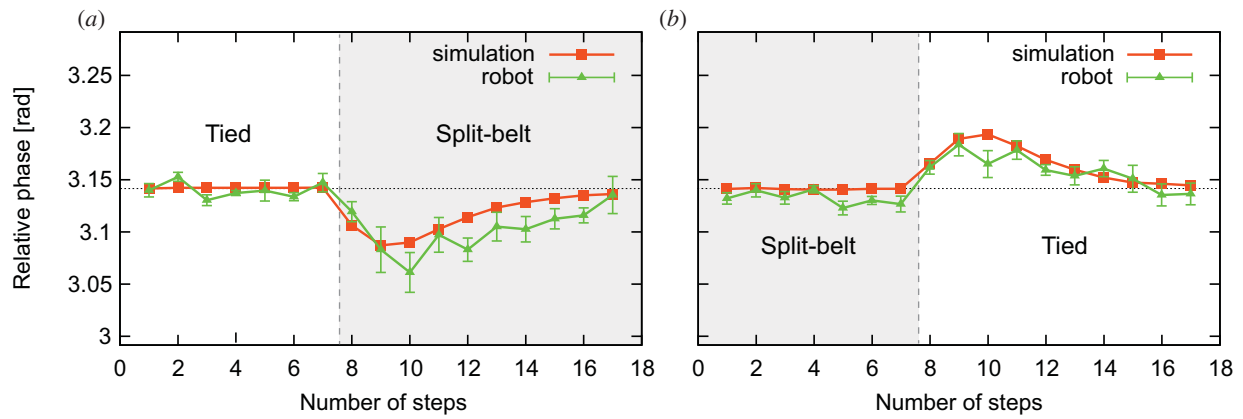 (a)
(b)
simulation
robot
simulation
robot
Tied
Split-belt
Split-belt
Tied
Relative phase [rad]
3.25
3.2
3.15
3.1
3.05
3
0 2 4 6 8 10 12 14 16 18
0 2 4 6 8 10 12 14 16 18
Number of steps
Number of steps